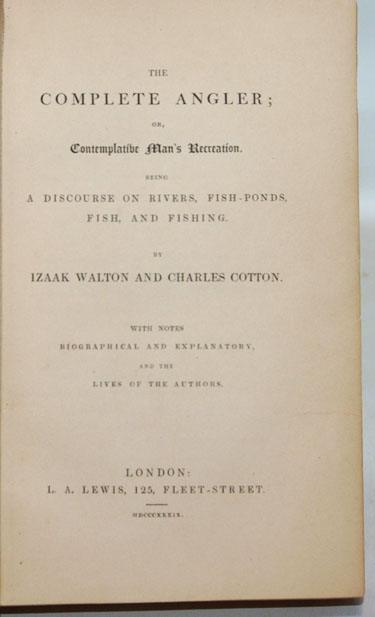 THE
COMPLETE ANGLER;
OR,
Contemplative Man's Recreation.
BEING
A DISCOURSE ON RIVERS, FISH-PONDS,
FISH, AND FISHING.
BY
IZAAK WALTON AND CHARLES COTTON.
WITH NOTES
BIOGRAPHICAL AND EXPLANATORY,
AND THE
LIVES OF THE AUTHORS.
LONDON:
L. A. LEWIS, 125, FLEET-STREET.
MDCCCXXXIX.